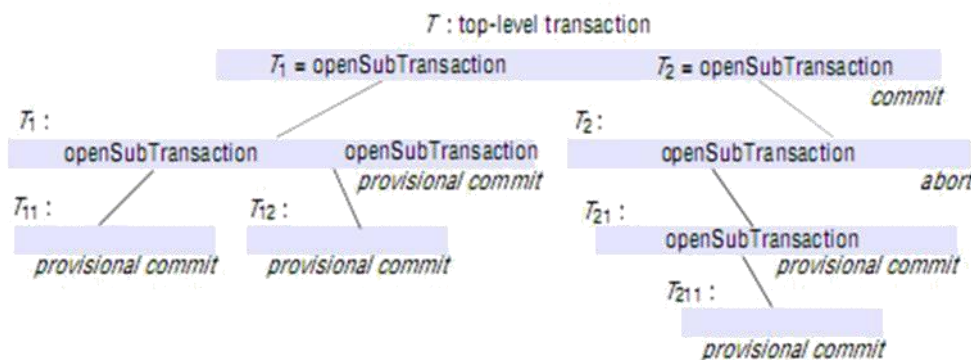 T : top-level transaction
T1 = openSubTransaction T2 = openSubTransaction
commit
T1 : T2 :
openSubTransaction openSubTransaction openSubTransaction
provisional commit abort
T11 : T12 : T21 :
openSubTransaction
provisional commit provisional commit provisional commit
T211 :
provisional commit